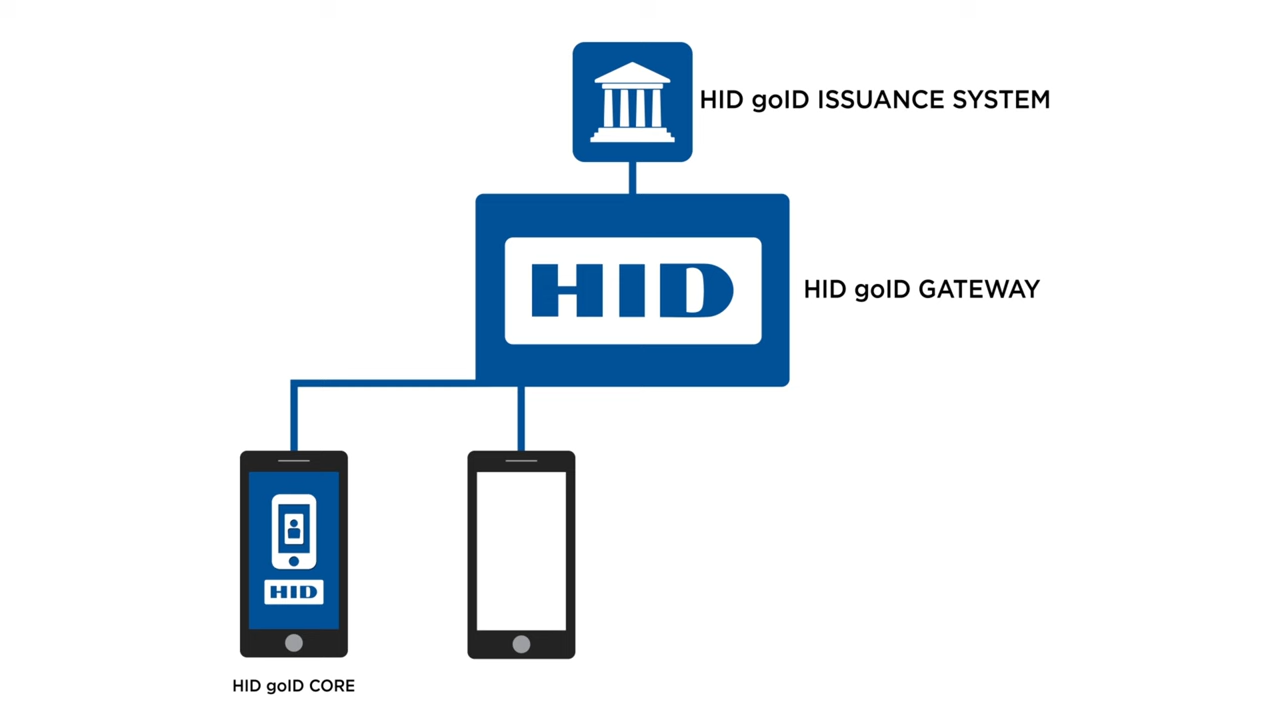 HID goID ISSUANCE SYSTEM
HID
HID goID GATEWAY
HID
HID goID CORE